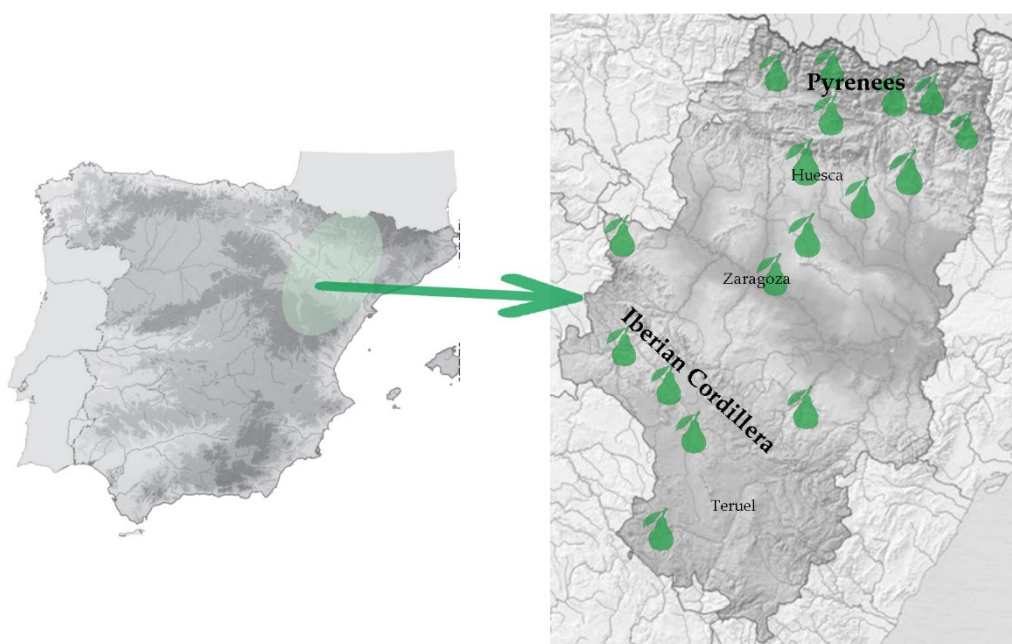 Pyrenees
Huesca
Zaragoza
Iberian Cordillera
Teruel